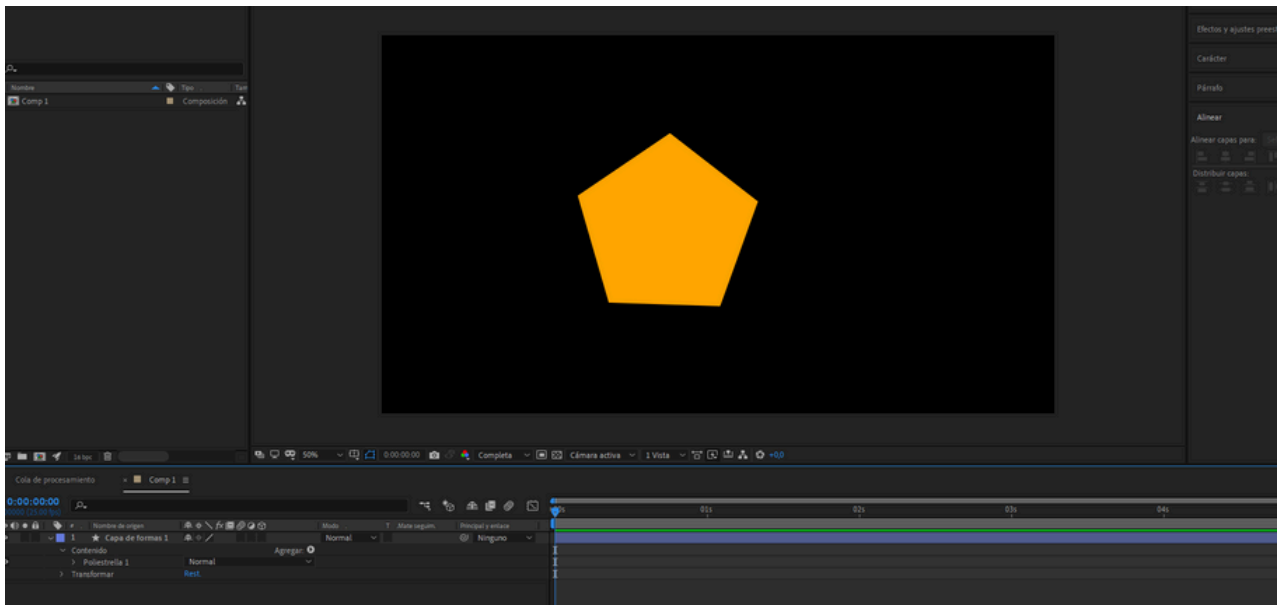 Efectos y ajustes preest
Carácter
Nombre Tipo Tam
Párrafo
Comp 1 Composición
Alinear
Alinear capas para:
Distribuir capas:
16 bpc 50% 0:00:00:00 Completa Cámara activa 1 Vista +0,0
Cola de procesamiento Comp 1
0:00:00:00
01s 02s 03s 04s
Nombre de origen Modo T Mate seguim. Principal y enlace
1 Capa de formas 1 Normal Ninguno
Contenido Agregar:
Poliestrella 1 Normal
Transformar Rest.